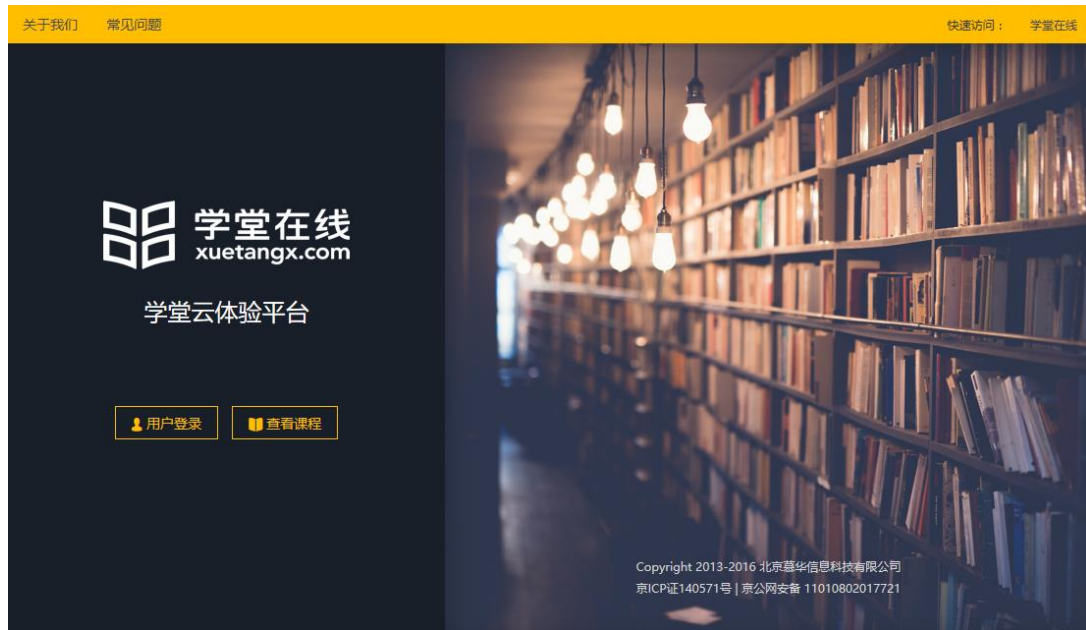 关于我们 常见问题 快速访问： 学堂在线
学堂在线
xuetangx.com
学堂云体验平台
用户登录 查看课程
Copyright 2013-2016 北京慕华信息科技有限公司
京ICP证140571号 | 京公网安备 11010802017721